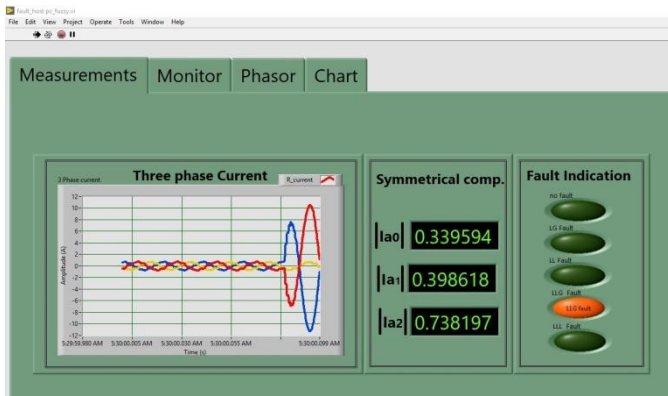 Fault_host pc_fuzzy.vi
File Edit View Project Operate Tools Window Help
Measurements Monitor Phasor Chart
3 Phase current Three phase Current R_current
Amplitude (A)
12
10
8
6
4
2
0
-2
-4
-6
-8
-10
-12
5:29:59.980 AM 5:30:00.005 AM 5:30:00.030 AM 5:30:00.055 AM 5:30:00.099 AM
Time (s)
Symmetrical comp.
|Ia0| 0.339594
|Ia1| 0.398618
|Ia2| 0.738197
Fault Indication
no fault
LG Fault
LL Fault
LLG Fault
LLG fault
LLL Fault